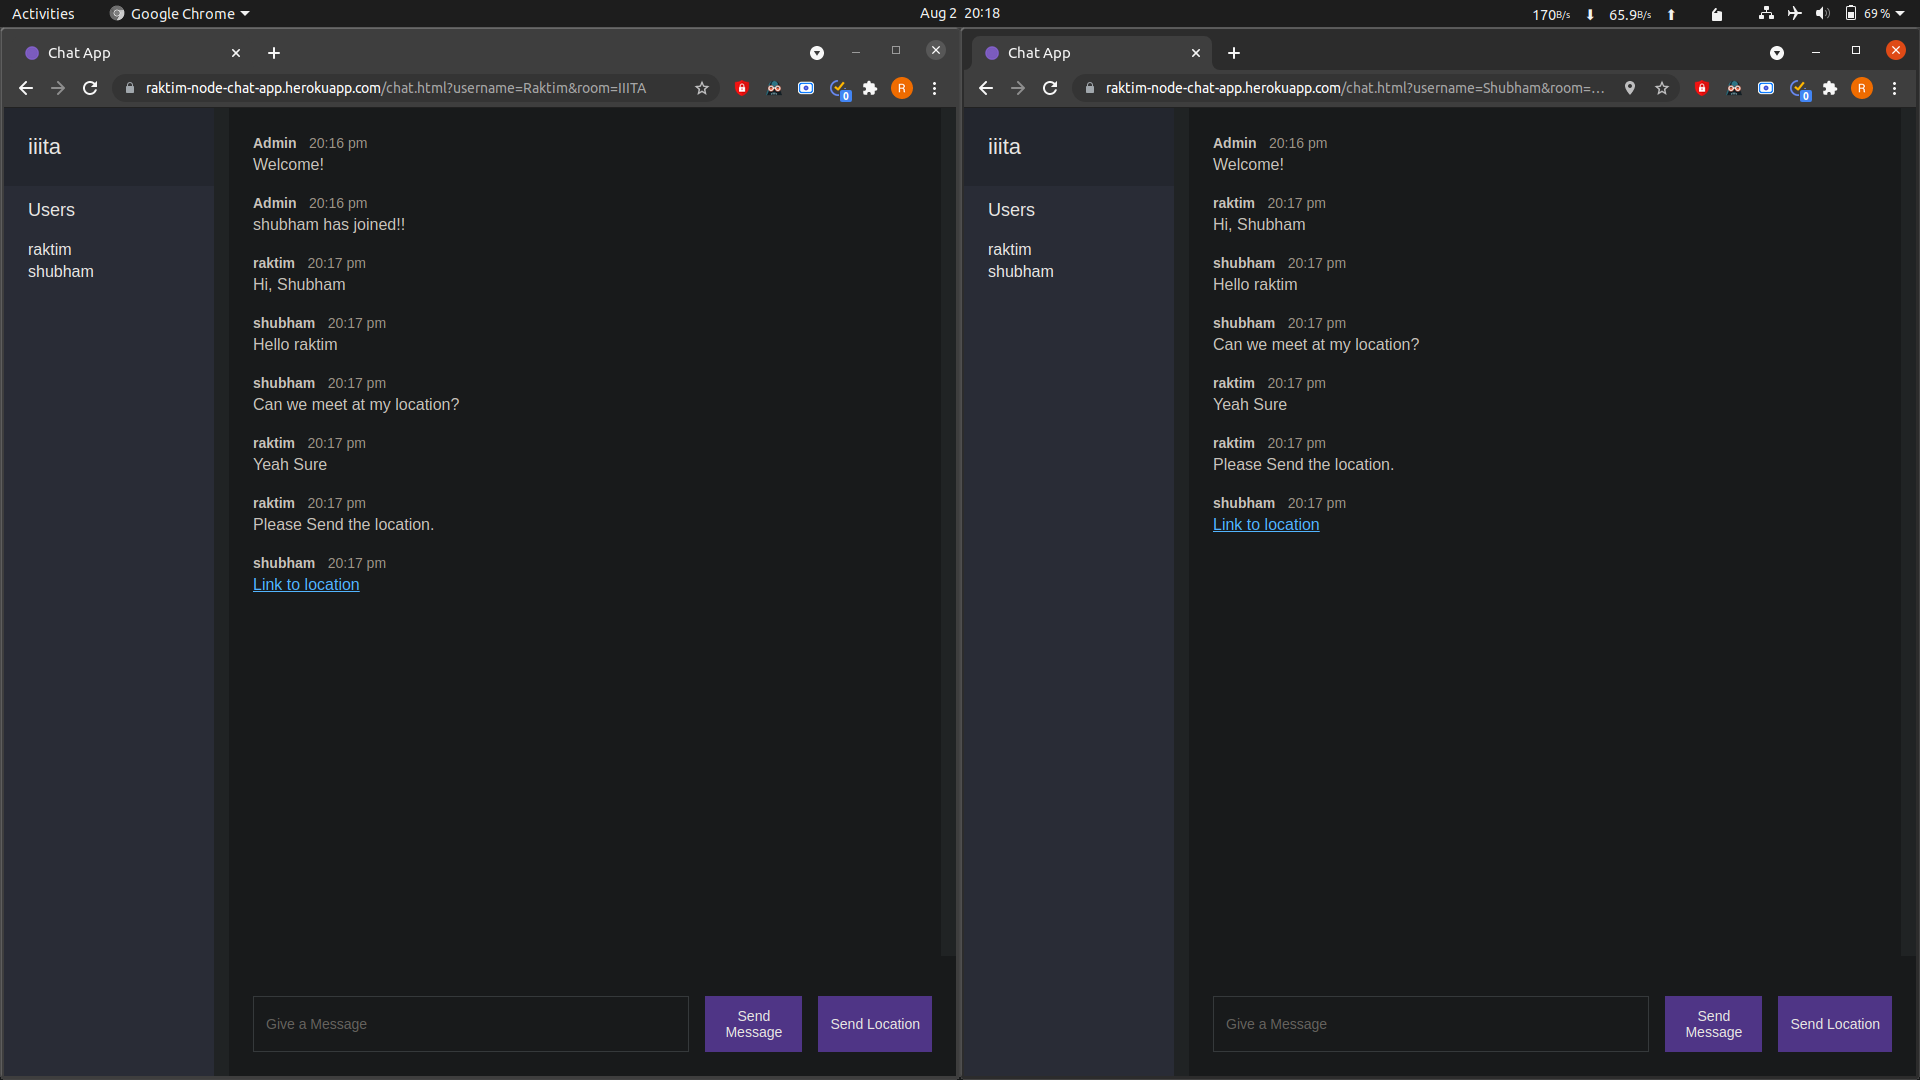 Activities
Google Chrome
Aug 2 20:18
170B/s
65.9B/s
69 %
Chat App
raktim-node-chat-app.herokuapp.com/chat.html?username=Raktim&room=IIITA
0
R
iiita
Users
raktim
shubham
Admin 20:16 pm
Welcome!
Admin 20:16 pm
shubham has joined!!
raktim 20:17 pm
Hi, Shubham
shubham 20:17 pm
Hello raktim
shubham 20:17 pm
Can we meet at my location?
raktim 20:17 pm
Yeah Sure
raktim 20:17 pm
Please Send the location.
shubham 20:17 pm
Link to location
Give a Message
Send
Message
Send Location
Chat App
raktim-node-chat-app.herokuapp.com/chat.html?username=Shubham&room=...
0
R
iiita
Users
raktim
shubham
Admin 20:16 pm
Welcome!
raktim 20:17 pm
Hi, Shubham
shubham 20:17 pm
Hello raktim
shubham 20:17 pm
Can we meet at my location?
raktim 20:17 pm
Yeah Sure
raktim 20:17 pm
Please Send the location.
shubham 20:17 pm
Link to location
Give a Message
Send
Message
Send Location